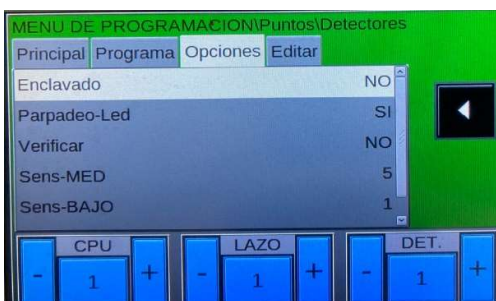 MENU DE PROGRAMACION\Puntos\Detectores
Principal Programa Opciones Editar
Enclavado NO
Parpadeo-Led SI
Verificar NO
Sens-MED 5
Sens-BAJO 1
CPU LAZO DET.
- 1 + - 1 + - 1 +